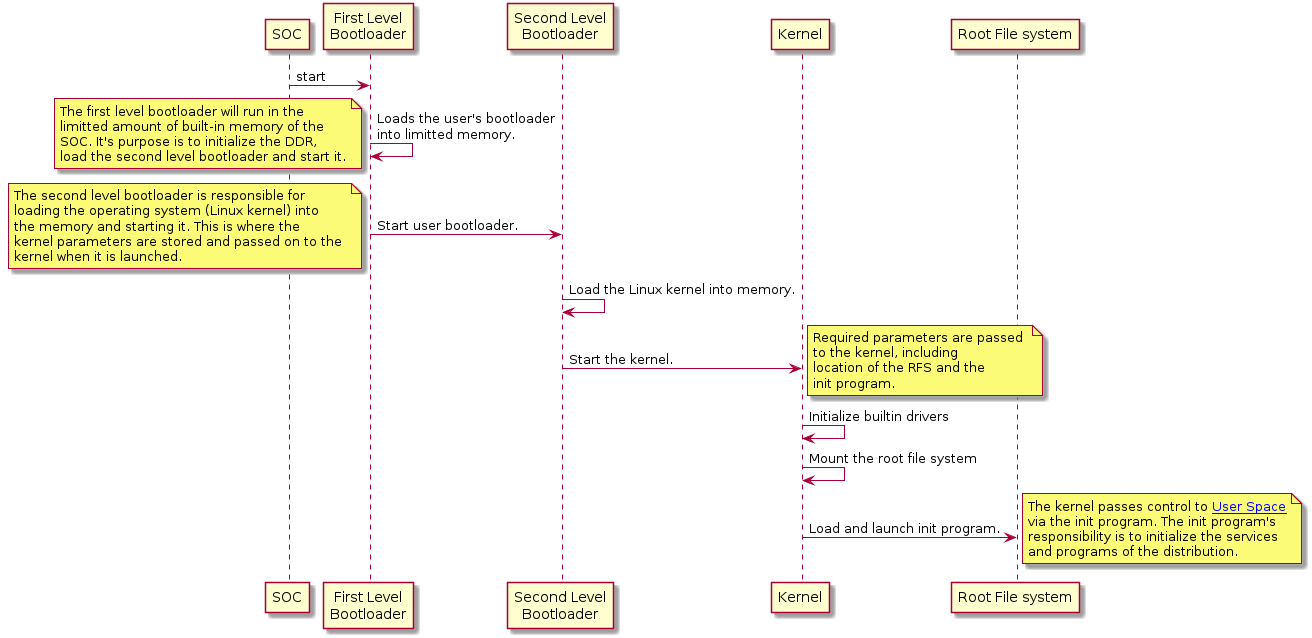 SOC
First Level
Bootloader
Second Level
Bootloader
Kernel
Root File system
start
The first level bootloader will run in the
limitted amount of built-in memory of the
SOC. It's purpose is to initialize the DDR,
load the second level bootloader and start it.
Loads the user's bootloader
into limitted memory.
The second level bootloader is responsible for
loading the operating system (Linux kernel) into
the memory and starting it. This is where the
kernel parameters are stored and passed on to the
kernel when it is launched.
Start user bootloader.
Load the Linux kernel into memory.
Required parameters are passed
to the kernel, including
location of the RFS and the
init program.
Start the kernel.
Initialize builtin drivers
Mount the root file system
The kernel passes control to User Space
via the init program. The init program's
responsibility is to initialize the services
and programs of the distribution.
Load and launch init program.
SOC
First Level
Bootloader
Second Level
Bootloader
Kernel
Root File system